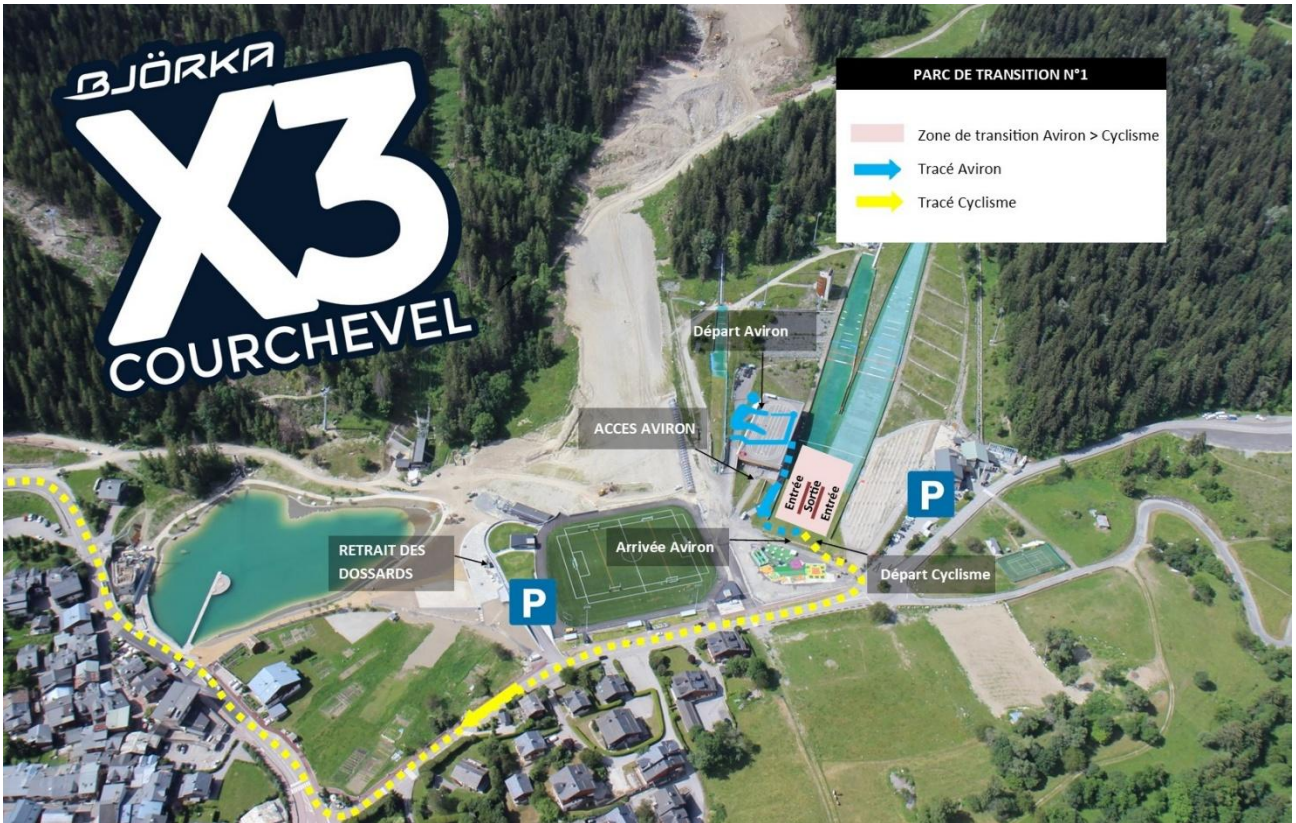 BJÖRKA
X3
COURCHEVEL
PARC DE TRANSITION N°1
Zone de transition Aviron > Cyclisme
Tracé Aviron
Tracé Cyclisme
Départ Aviron
ACCES AVIRON
Entrée
Sortie
Entrée
P
RETRAIT DES
DOSSARDS
Arrivée Aviron
Départ Cyclisme
P